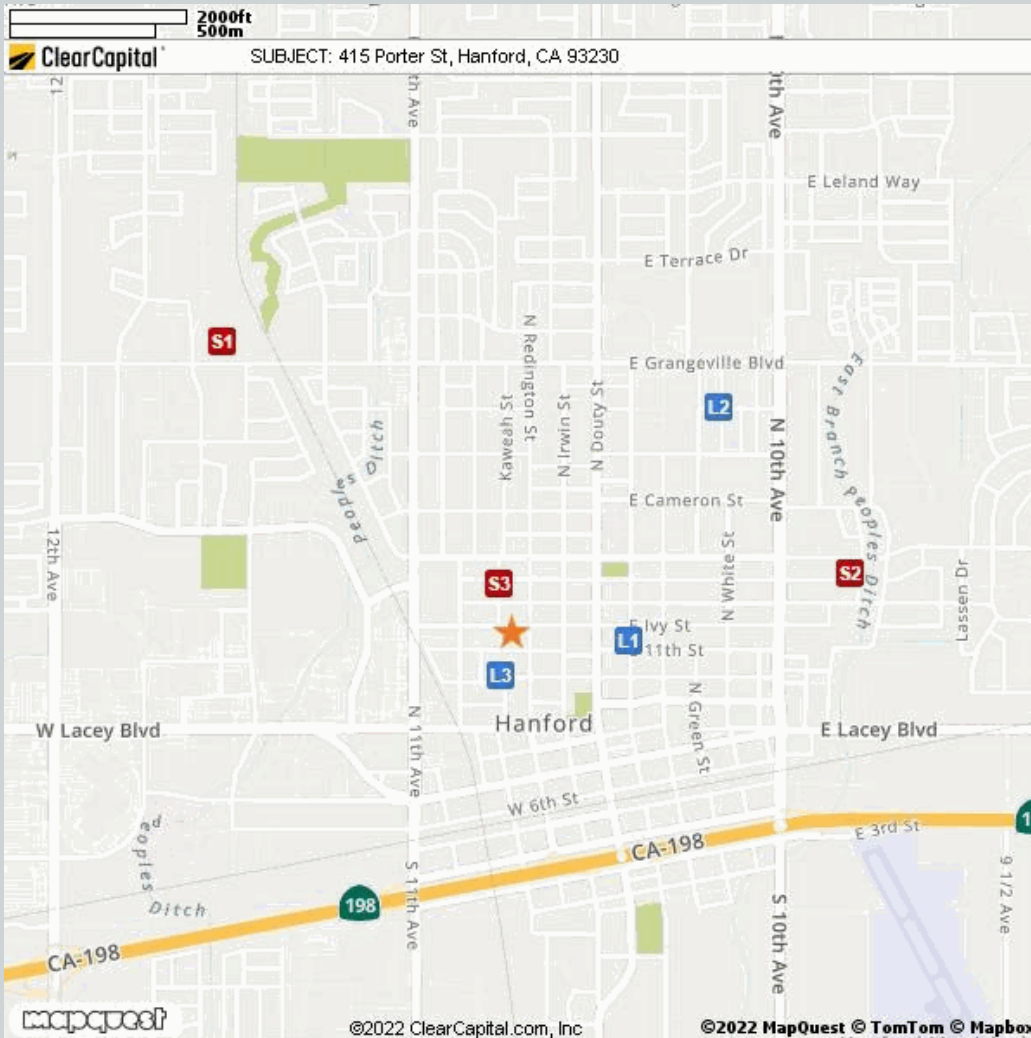 2000ft
500m
ClearCapital
SUBJECT: 415 Porter St, Hanford, CA 93230
12
th Ave
th Ave
E Leland Way
E Terrace Dr
S1
N Redington St
E Grangeville Blvd
East Branch Peoples Ditch
Kaweah St
N Irwin St
N Douty St
L2
Peoples Ditch
N 10th Ave
E Cameron St
12th Ave
N White St
Lassen Dr
S3
S2
E Ivy St
L1
11th St
L3
N Green St
N 11th Ave
Hanford
W Lacey Blvd
E Lacey Blvd
W 6th St
Peoples Ditch
CA-198
E 3rd St
1
S 11th Ave
9 1/2 Ave
198
S 10th Ave
CA-198
mapquest
©2022 ClearCapital.com, Inc
©2022 MapQuest © TomTom © Mapbox